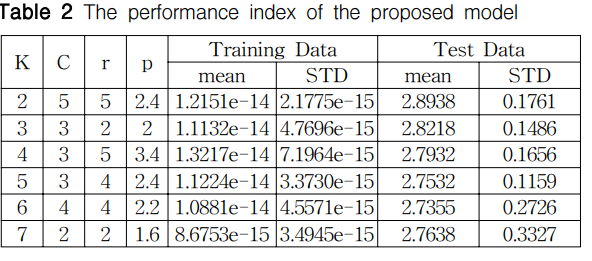 Table 2 The performance index of the proposed model
K C r p Training Data Test Data
mean STD mean STD
2 5 5 2.4 1.2151e-14 2.1775e-15 2.8938 0.1761
3 3 2 2 1.1132e-14 4.7696e-15 2.8218 0.1486
4 3 5 3.4 1.3217e-14 7.1964e-15 2.7932 0.1656
5 3 4 2.4 1.1224e-14 3.3730e-15 2.7532 0.1159
6 4 4 2.2 1.0881e-14 4.5571e-15 2.7355 0.2726
7 2 2 1.6 8.6753e-15 3.4945e-15 2.7638 0.3327